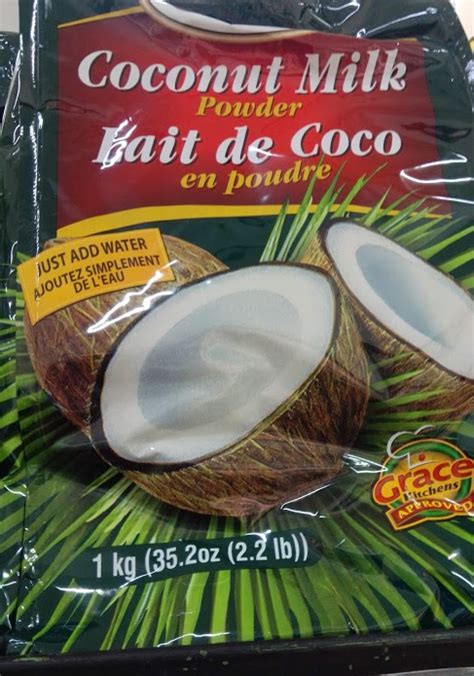 Coconut Milk
Powder
Lait de Coco
en poudre
JUST ADD WATER
AJOUTEZ SIMPLEMENT
DE L'EAU
Grace
Kitchens
APPROVED
1 kg (35.2oz (2.2 lb))